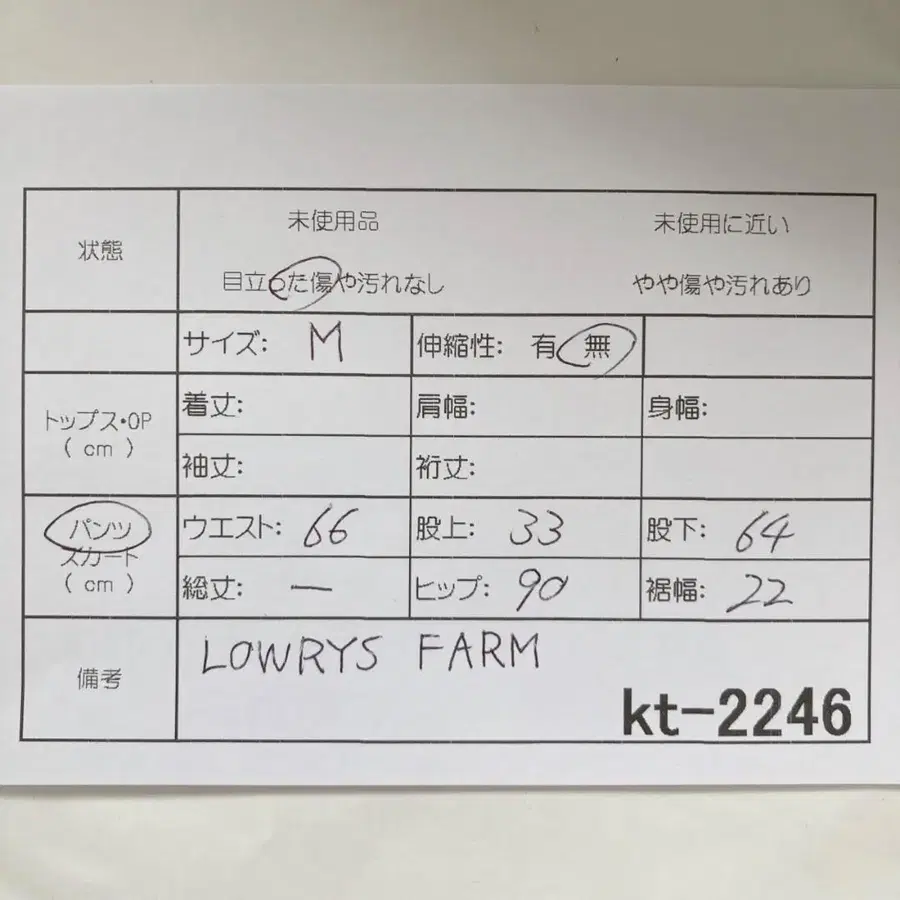 状態
未使用品 未使用に近い
目立った傷や汚れなし やや傷や汚れあり
サイズ: M 伸縮性: 有 無
トップス・OP
( cm )
着丈: 肩幅: 身幅:
袖丈: 裄丈:
パンツ
スカート
( cm )
ウエスト: 66 股上: 33 股下: 64
総丈: ー ヒップ: 90 裾幅: 22
備考
LOWRYS FARM
kt-2246